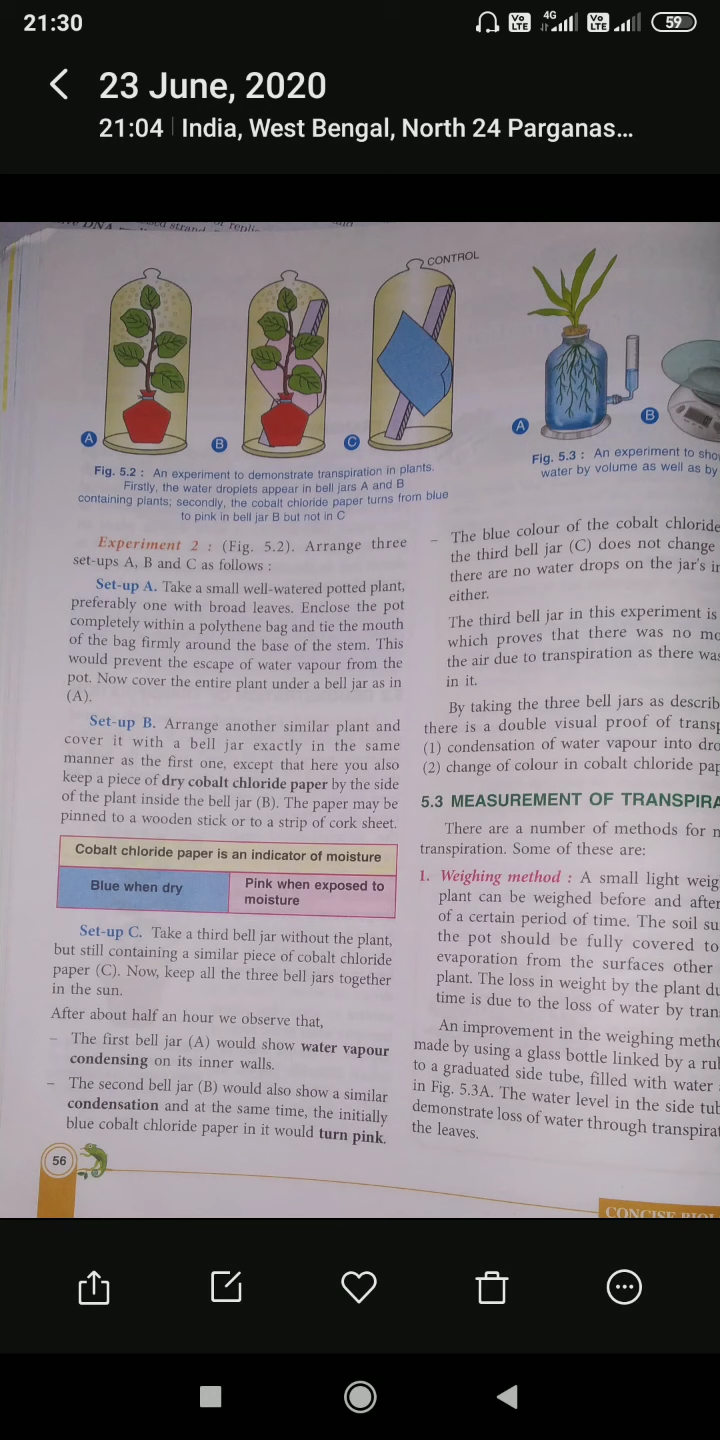 21:30
4G
Vo LTE
Vo LTE
59
23 June, 2020
21:04 | India, West Bengal, North 24 Parganas...
DNA
CONTROL
A
B
C
A
B
Fig. 5.2 : An experiment to demonstrate transpiration in plants.
Firstly, the water droplets appear in bell jars A and B
containing plants; secondly, the cobalt chloride paper turns from blue
to pink in bell jar B but not in C
Experiment 2 : (Fig. 5.2). Arrange three
set-ups A, B and C as follows :
Set-up A. Take a small well-watered potted plant,
preferably one with broad leaves. Enclose the pot
completely within a polythene bag and tie the mouth
of the bag firmly around the base of the stem. This
would prevent the escape of water vapour from the
pot. Now cover the entire plant under a bell jar as in
(A).
Set-up B. Arrange another similar plant and
cover it with a bell jar exactly in the same
manner as the first one, except that here you also
keep a piece of dry cobalt chloride paper by the side
of the plant inside the bell jar (B). The paper may be
pinned to a wooden stick or to a strip of cork sheet.
Cobalt chloride paper is an indicator of moisture
Blue when dry
Pink when exposed to
moisture
Set-up C. Take a third bell jar without the plant,
but still containing a similar piece of cobalt chloride
paper (C). Now, keep all the three bell jars together
in the sun.
After about half an hour we observe that,
– The first bell jar (A) would show water vapour
condensing on its inner walls.
– The second bell jar (B) would also show a similar
condensation and at the same time, the initially
blue cobalt chloride paper in it would turn pink.
56
Fig. 5.3 : An experiment to sho
water by volume as well as by
– The blue colour of the cobalt chloride
the third bell jar (C) does not change
there are no water drops on the jar's in
either.
The third bell jar in this experiment is
which proves that there was no mo
the air due to transpiration as there was
in it.
By taking the three bell jars as describ
there is a double visual proof of transp
(1) condensation of water vapour into dro
(2) change of colour in cobalt chloride pap
5.3 MEASUREMENT OF TRANSPIRA
There are a number of methods for m
transpiration. Some of these are:
1. Weighing method : A small light weig
plant can be weighed before and after
of a certain period of time. The soil su
the pot should be fully covered to
evaporation from the surfaces other
plant. The loss in weight by the plant du
time is due to the loss of water by tran
An improvement in the weighing metho
made by using a glass bottle linked by a rub
to a graduated side tube, filled with water
in Fig. 5.3A. The water level in the side tub
demonstrate loss of water through transpirat
the leaves.
CONCISE BIOL